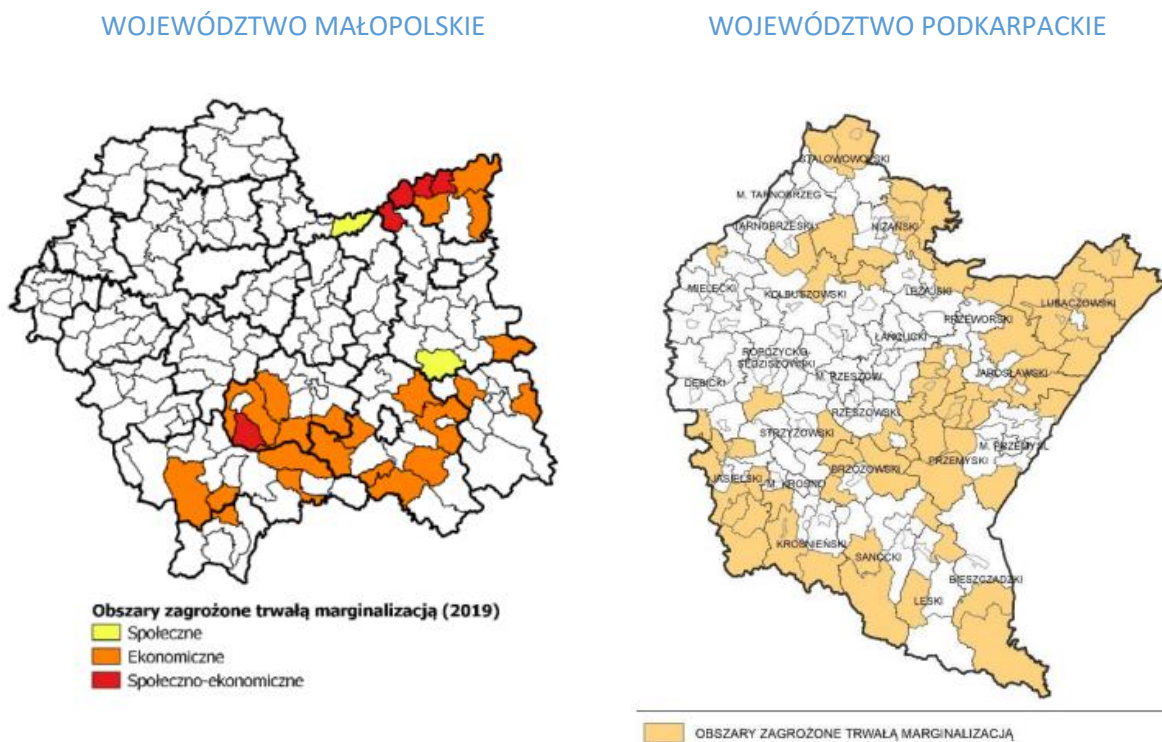 WOJEWÓDZTWO MAŁOPOLSKIE
WOJEWÓDZTWO PODKARPACKIE
STALOWOWOLSKI
M. TARNOBRZEG
TARNOBRZESKI
NIŻAŃSKI
MIELECKI
KOLBUSZOWSKI
LEŻAJSKI
LUBACZOWSKI
PRZEWORSKI
ŁAŃCUCKI
ROPCZYCKO-
SĘDZISZOWSKI
M. RZESZÓW
JAROSŁAWSKI
DĘBICKI
RZESZOWSKI
STRZYŻOWSKI
M. PRZEMYŚL
PRZEMYSKI
BRZOZOWSKI
JASIELSKI
M. KROSNO
KROŚNIEŃSKI
SANOCKI
BIESZCZADZKI
LESKI
Obszary zagrożone trwałą marginalizacją (2019)
Społeczne
Ekonomiczne
Społeczno-ekonomiczne
OBSZARY ZAGROŻONE TRWAŁĄ MARGINALIZACJĄ